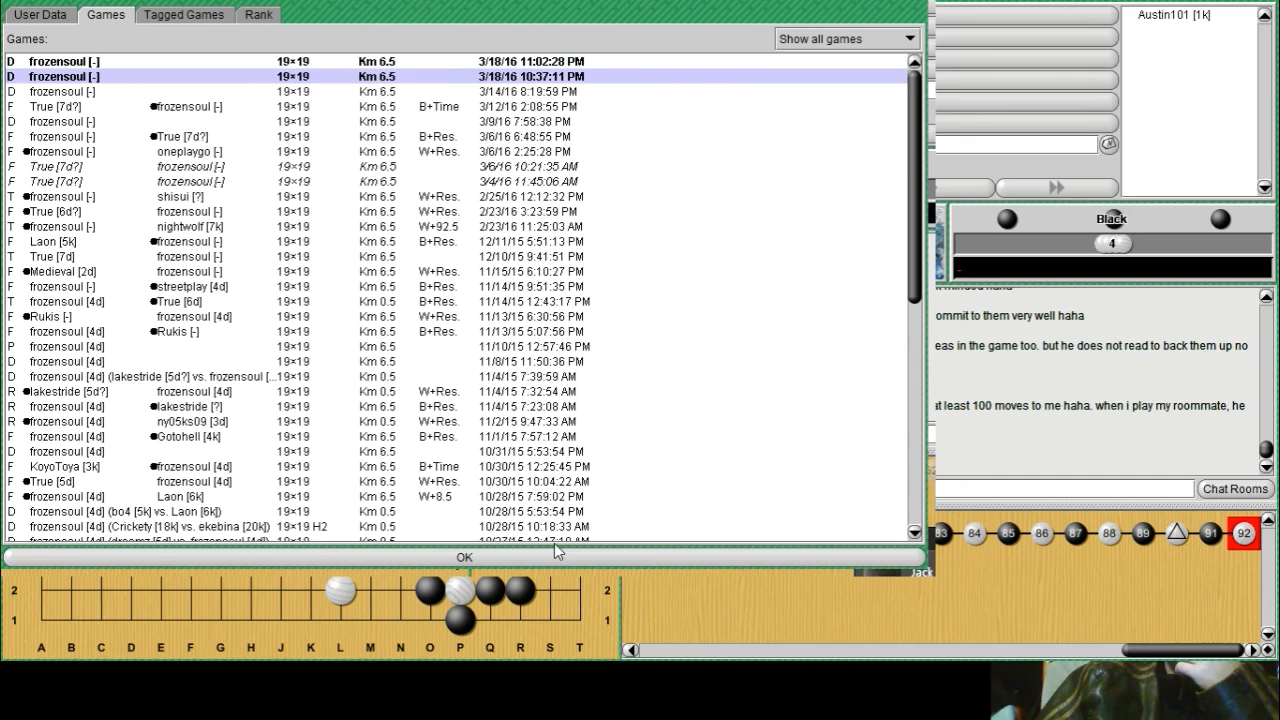 User Data Games Tagged Games Rank
Games: Show all games
D frozensoul [-] 19×19 Km 6.5 3/18/16 11:02:28 PM
D frozensoul [-] 19×19 Km 6.5 3/18/16 10:37:11 PM
D frozensoul [-] 19×19 Km 6.5 3/14/16 8:19:59 PM
F True [7d?] frozensoul [-] 19×19 Km 6.5 B+Time 3/12/16 2:08:55 PM
D frozensoul [-] 19×19 Km 6.5 3/9/16 7:58:38 PM
F frozensoul [-] True [7d?] 19×19 Km 6.5 B+Res. 3/6/16 6:48:55 PM
F frozensoul [-] oneplaygo [-] 19×19 Km 6.5 W+Res. 3/6/16 2:25:28 PM
F True [7d?] frozensoul [-] 19×19 Km 6.5 3/6/16 10:21:35 AM
F True [7d?] frozensoul [-] 19×19 Km 6.5 3/4/16 11:45:06 AM
T frozensoul [-] shisui [?] 19×19 Km 6.5 W+Res. 2/25/16 12:12:32 PM
F True [6d?] frozensoul [-] 19×19 Km 6.5 W+Res. 2/23/16 3:23:59 PM
T frozensoul [-] nightwolf [7k] 19×19 Km 6.5 W+92.5 2/23/16 11:25:03 AM
F Laon [5k] frozensoul [-] 19×19 Km 6.5 B+Res. 12/11/15 5:51:13 PM
T True [7d] frozensoul [-] 19×19 Km 6.5 12/10/15 9:41:51 PM
F Medieval [2d] frozensoul [-] 19×19 Km 6.5 W+Res. 11/15/15 6:10:27 PM
F frozensoul [-] streetplay [4d] 19×19 Km 6.5 B+Res. 11/14/15 9:51:35 PM
T frozensoul [4d] True [6d] 19×19 Km 0.5 B+Res. 11/14/15 12:43:17 PM
F Rukis [-] frozensoul [4d] 19×19 Km 6.5 W+Res. 11/13/15 6:30:56 PM
F frozensoul [4d] Rukis [-] 19×19 Km 6.5 B+Res. 11/13/15 5:07:56 PM
P frozensoul [4d] 19×19 Km 6.5 11/10/15 12:57:46 PM
D frozensoul [4d] 19×19 Km 6.5 11/8/15 11:50:36 PM
D frozensoul [4d] (lakestride [5d?] vs. frozensoul [... 19×19 Km 0.5 11/4/15 7:39:59 AM
R lakestride [5d?] frozensoul [4d] 19×19 Km 0.5 W+Res. 11/4/15 7:32:54 AM
R frozensoul [4d] lakestride [?] 19×19 Km 6.5 B+Res. 11/4/15 7:23:08 AM
R frozensoul [4d] ny05ks09 [3d] 19×19 Km 0.5 W+Res. 11/2/15 9:47:33 AM
F frozensoul [4d] Gotohell [4k] 19×19 Km 6.5 B+Res. 11/1/15 7:57:12 AM
D frozensoul [4d] 19×19 Km 6.5 10/31/15 5:53:54 PM
F KoyoToya [3k] frozensoul [4d] 19×19 Km 6.5 B+Time 10/30/15 12:25:45 PM
F True [5d] frozensoul [4d] 19×19 Km 6.5 W+Res. 10/30/15 10:04:22 AM
F frozensoul [4d] Laon [6k] 19×19 Km 6.5 W+8.5 10/28/15 7:59:02 PM
D frozensoul [4d] (bo4 [5k] vs. Laon [6k]) 19×19 Km 0.5 10/28/15 5:53:54 PM
D frozensoul [4d] (Crickety [18k] vs. ekebina [20k]) 19×19 H2 Km 0.5 10/28/15 10:18:33 AM
OK
Austin101 [1k]
Black
4
ommit to them very well haha
eas in the game too. but he does not read to back them up no
at least 100 moves to me haha. when i play my roommate, he
Chat Rooms
83 84 85 86 87 88 89 91 92
Jack
2 2
1 1
A B C D E F G H J K L M N O P Q R S T